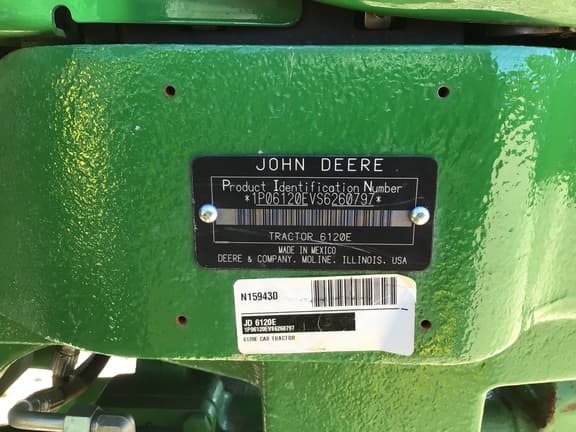 JOHN DEERE
Product Identification Number
*1P06120EVS6260797*
TRACTOR 6120E
MADE IN MEXICO
DEERE & COMPANY, MOLINE, ILLINOIS, USA
N159430
JD 6120E
1P06120EVS6260797
6120E CAB TRACTOR